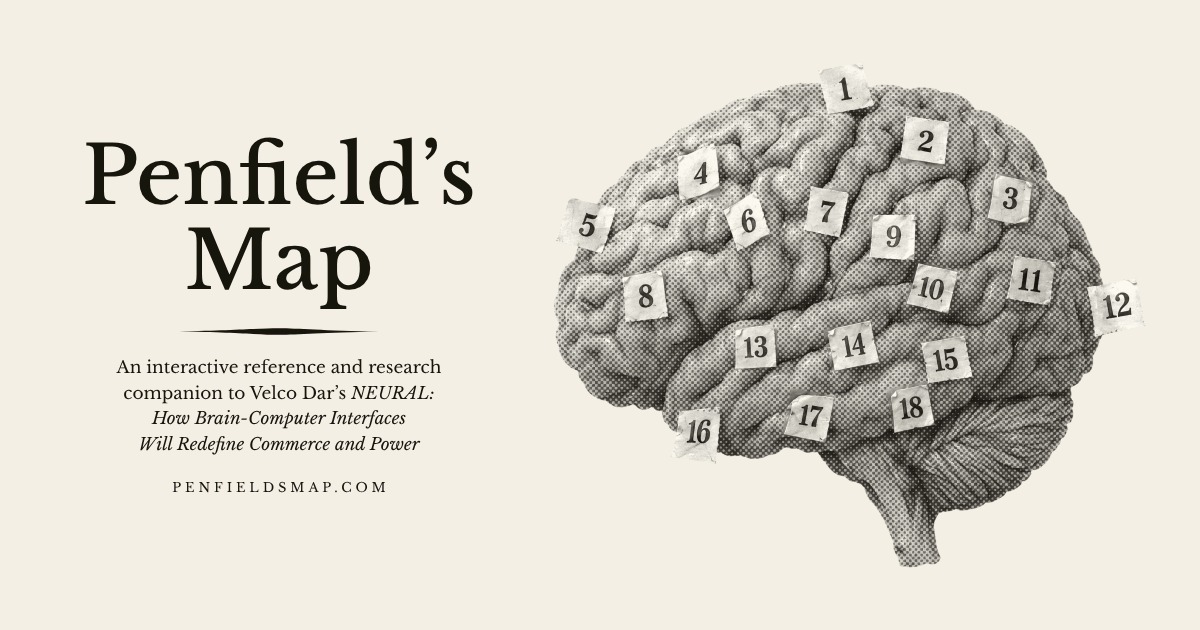 Penfield’s
Map
An interactive reference and research
companion to Velco Dar’s NEURAL:
How Brain-Computer Interfaces
Will Redefine Commerce and Power
PENFIELDSMAP.COM
1
2
3
4
5
6
7
8
9
10
11
12
13
14
15
16
17
18